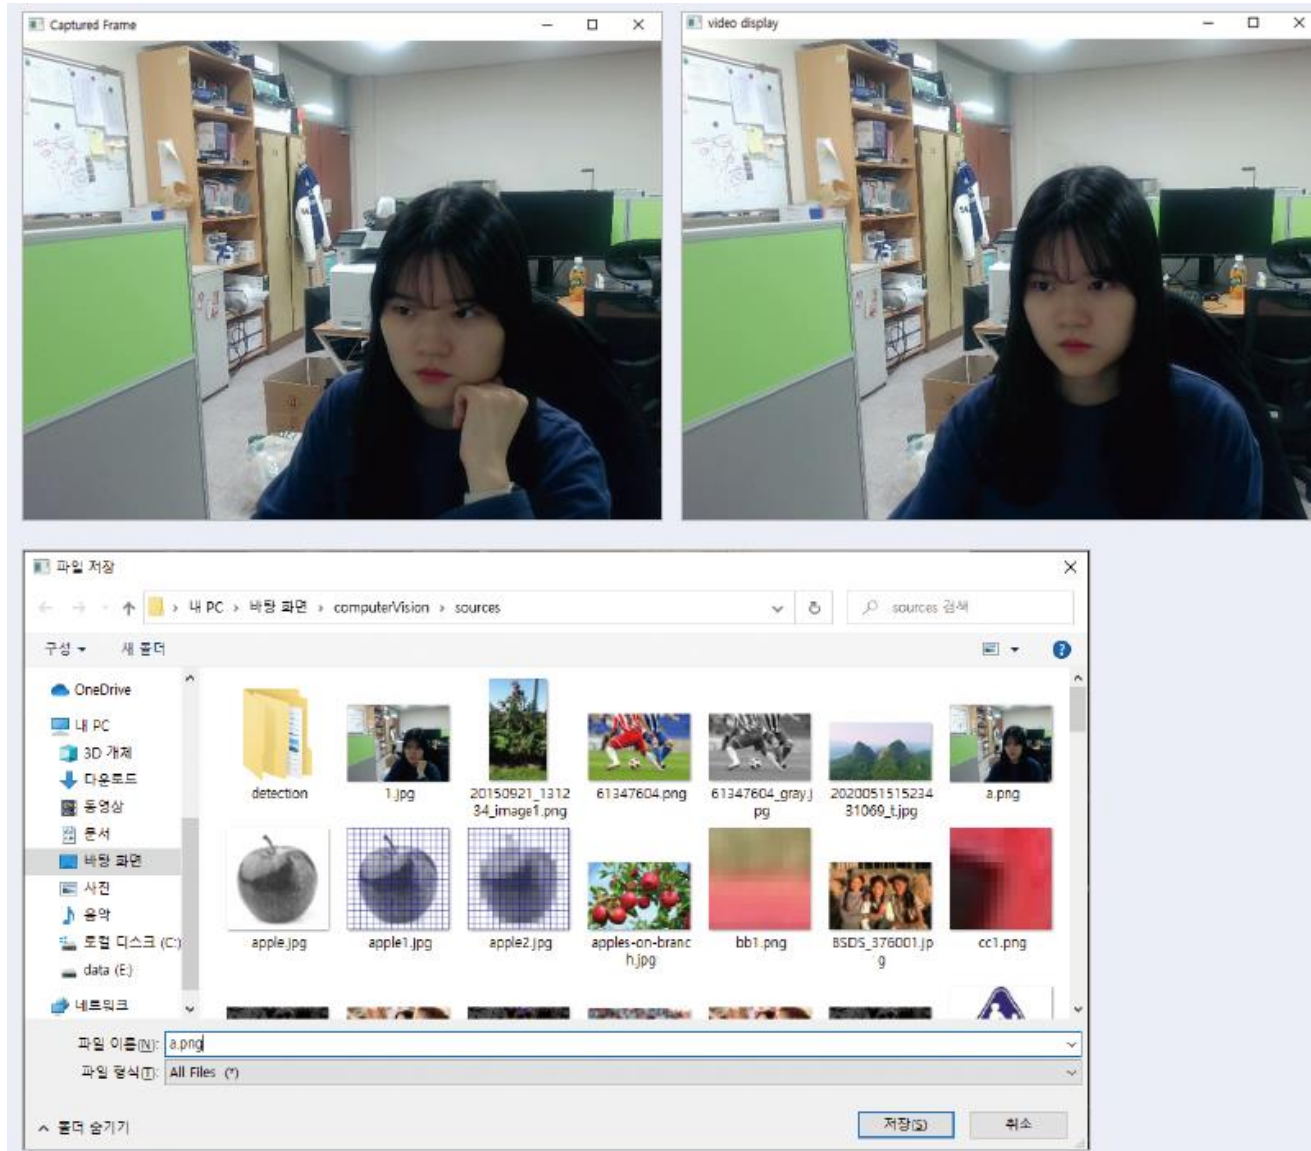 Captured Frame
video display
파일 저장
내 PC › 바탕 화면 › computerVision › sources
sources 검색
구성
새 폴더
OneDrive
내 PC
3D 개체
다운로드
동영상
문서
바탕 화면
사진
음악
로컬 디스크 (C:)
data (E:)
네트워크
detection
1.jpg
20150921_1312
34_image1.png
61347604.png
61347604_gray.j
pg
2020051515234
31069_t.jpg
a.png
apple.jpg
apple1.jpg
apple2.jpg
apples-on-branc
h.jpg
bb1.png
BSDS_376001.jp
g
cc1.png
파일 이름(N): a.png
파일 형식(T): All Files (*)
폴더 숨기기
저장(S)
취소